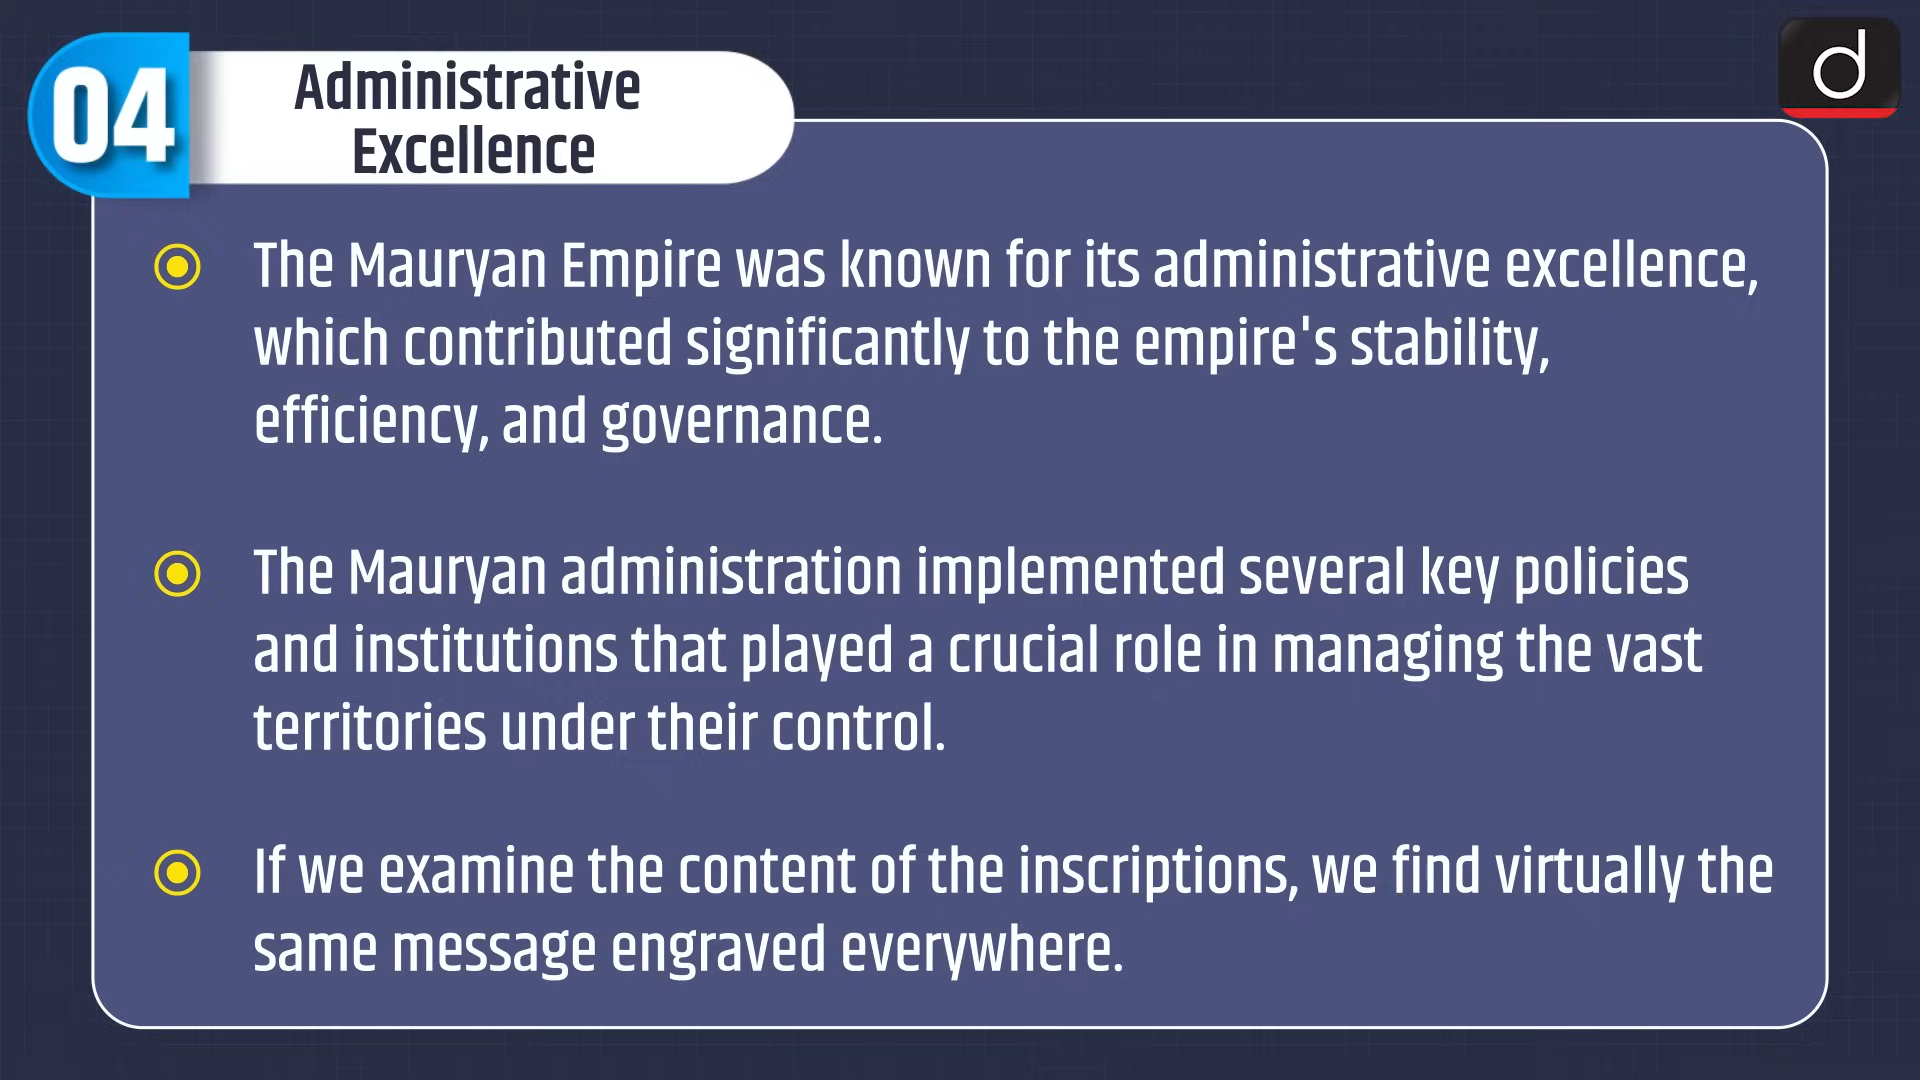 04
Administrative
Excellence
d
The Mauryan Empire was known for its administrative excellence,
which contributed significantly to the empire's stability,
efficiency, and governance.
The Mauryan administration implemented several key policies
and institutions that played a crucial role in managing the vast
territories under their control.
If we examine the content of the inscriptions, we find virtually the
same message engraved everywhere.